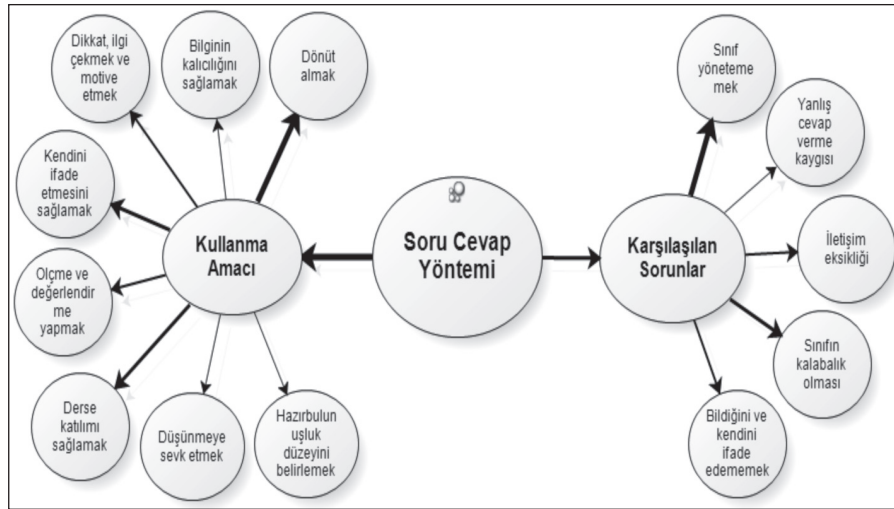 Dikkat, ilgi
çekmek ve
motive
etmek
Bilginin
kalıcılığını
sağlamak
Dönüt
almak
Kendini
ifade
etmesini
sağlamak
Olçme ve
değerlendir
me
yapmak
Derse
katılımı
sağlamak
Düşünmeye
sevk etmek
Hazırbulun
uşluk
düzeyini
belirlemek
Kullanma
Amacı
Soru Cevap
Yöntemi
Karşılaşılan
Sorunlar
Sınıf
yöneteme
mek
Yanlış
cevap
verme
kaygısı
İletişim
eksikliği
Sınıfın
kalabalık
olması
Bildiğini ve
kendini
ifade
edememek